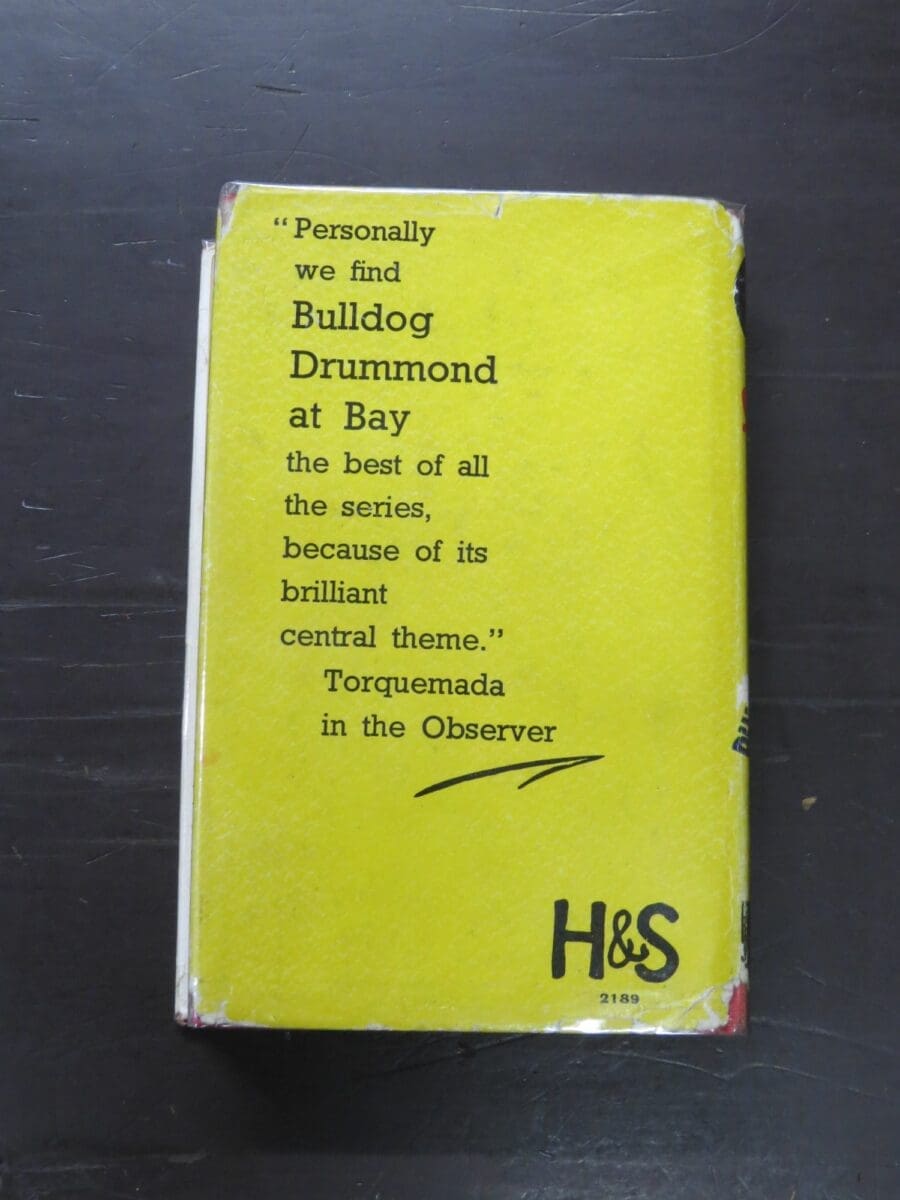 “Personally
we find
Bulldog
Drummond
at Bay
the best of all
the series,
because of its
brilliant
central theme.”
Torquemada
in the Observer
H&S
2189